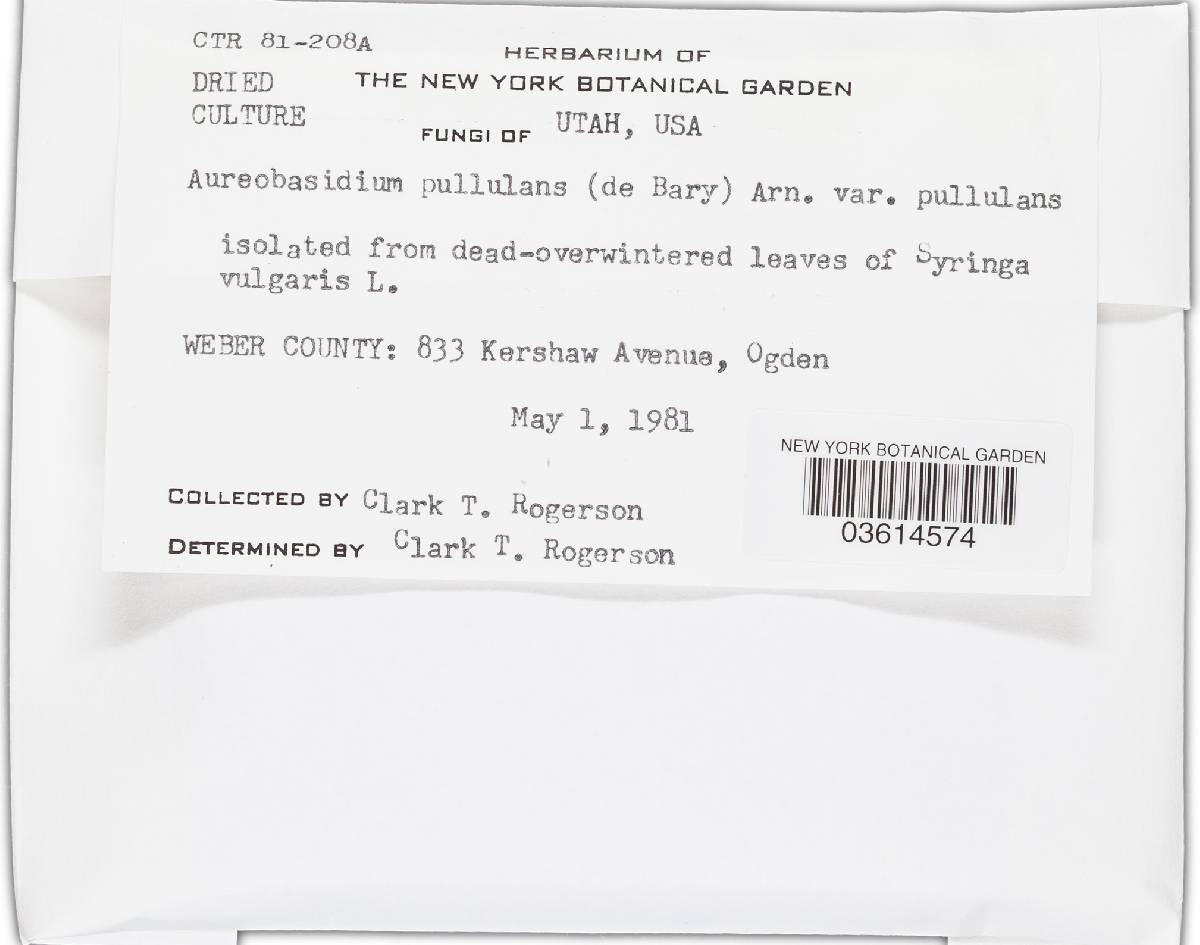 CTR 81-208A
HERBARIUM OF
DRIED THE NEW YORK BOTANICAL GARDEN
CULTURE
FUNGI OF UTAH, USA
Aureobasidium pullulans (de Bary) Arn. var. pullulans
isolated from dead-overwintered leaves of Syringa
vulgaris L.
WEBER COUNTY: 833 Kershaw Avenue, Ogden
May 1, 1981
NEW YORK BOTANICAL GARDEN
03614574
COLLECTED BY Clark T. Rogerson
DETERMINED BY Clark T. Rogerson